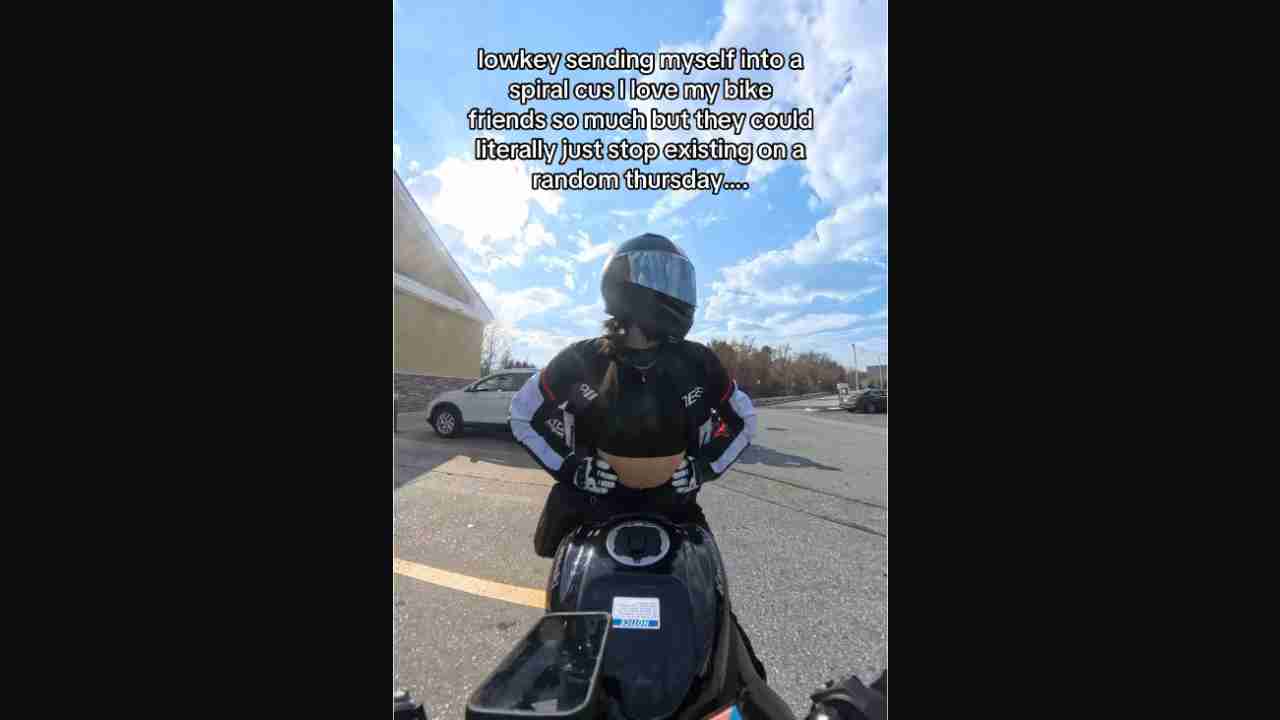 lowkey sending myself into a
spiral cus I love my bike
friends so much but they could
literally just stop existing on a
random thursday....
NOTICE